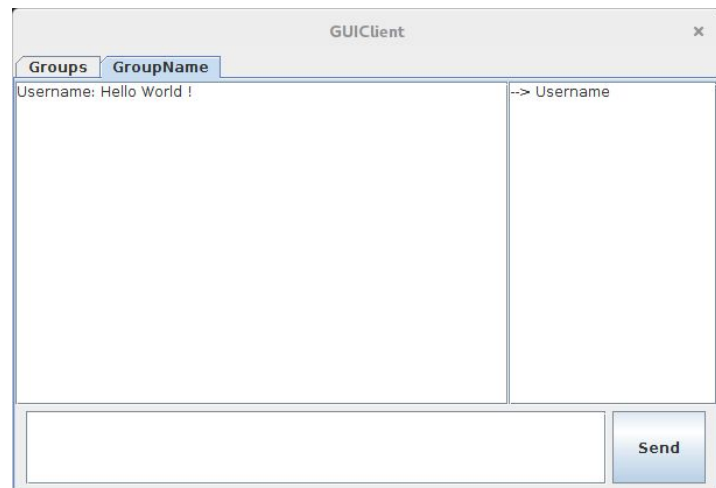 GUIClient
Groups GroupName
Username: Hello World !
--> Username
Send